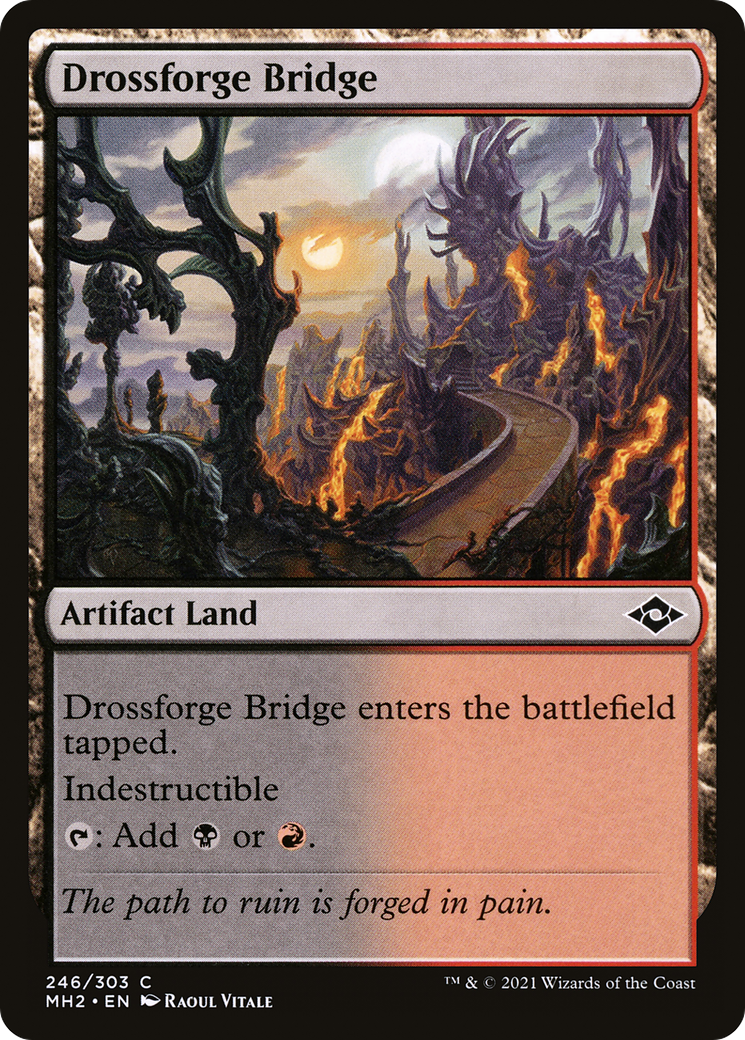 Drossforge Bridge
Artifact Land
Drossforge Bridge enters the battlefield
tapped.
Indestructible
: Add or .
The path to ruin is forged in pain.
246/303 C
MH2 • EN Raoul Vitale
™ & © 2021 Wizards of the Coast